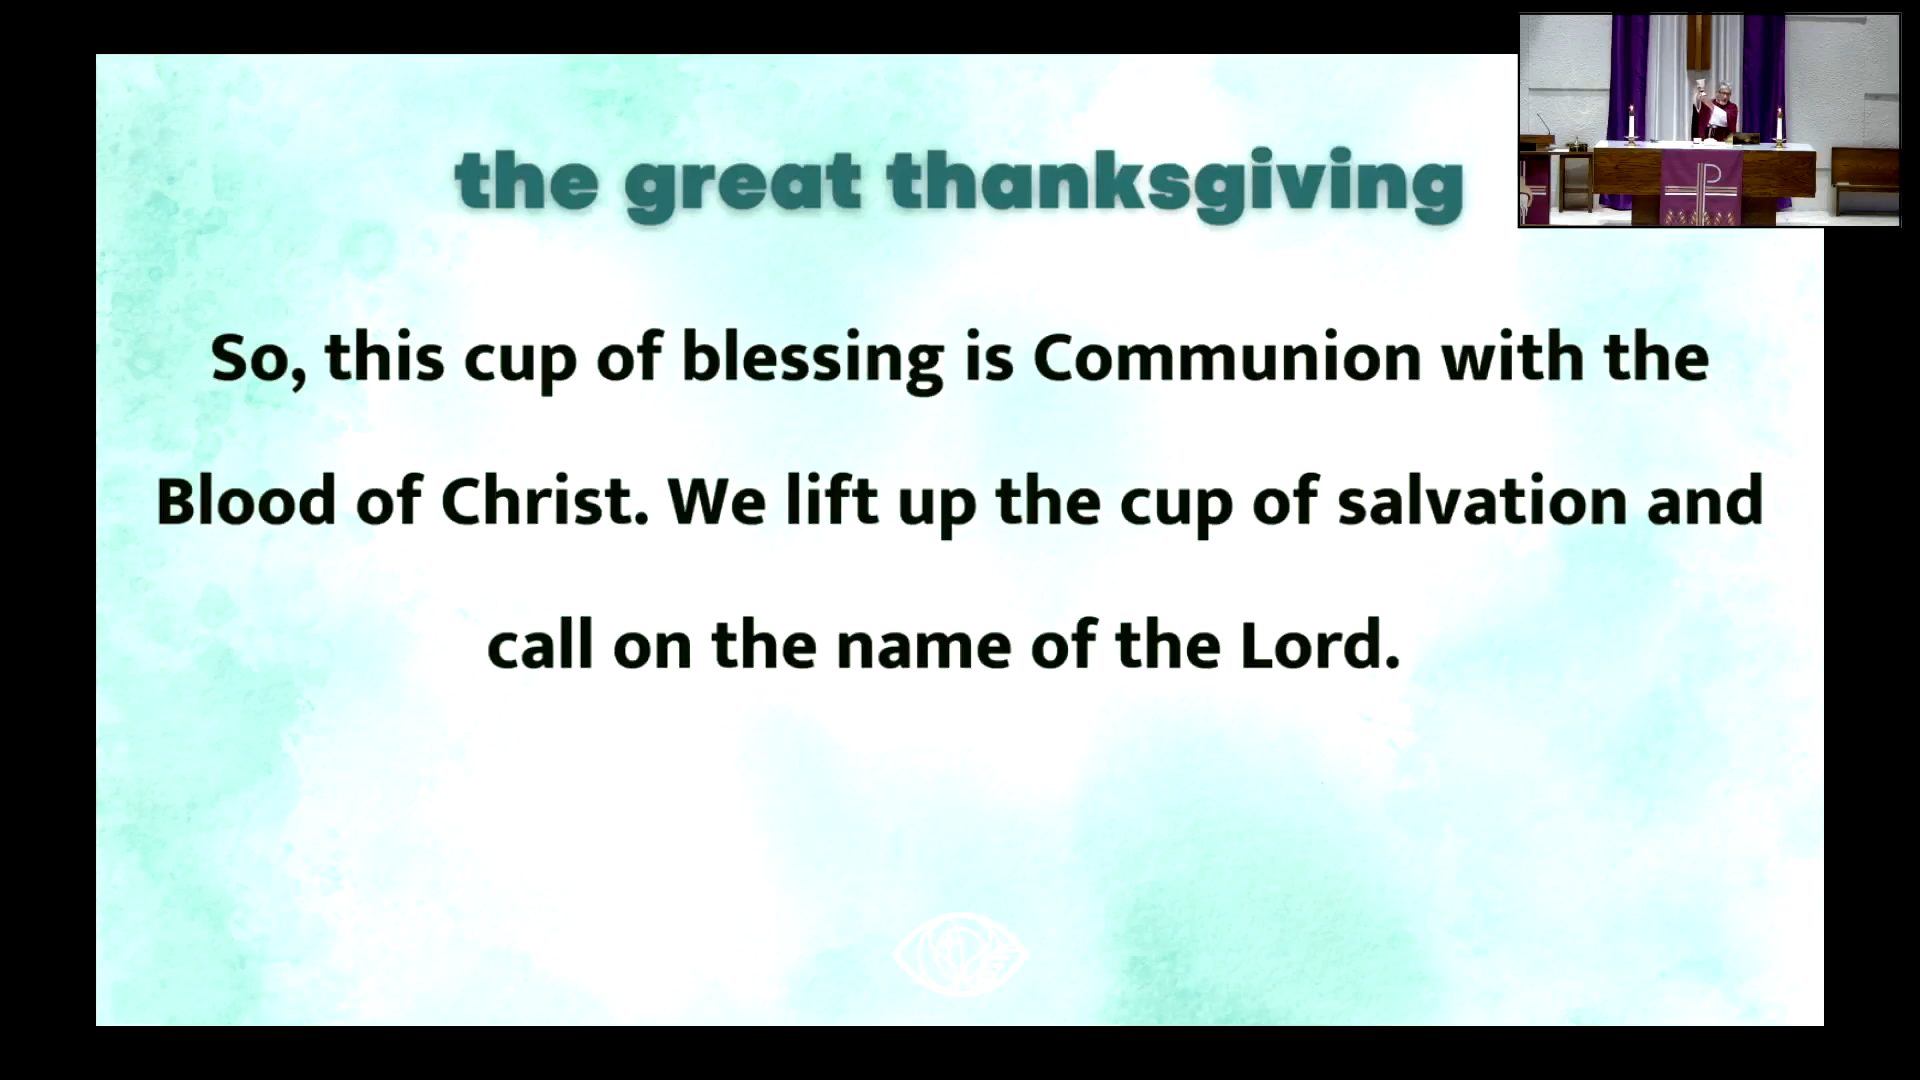 the great thanksgiving
So, this cup of blessing is Communion with the
Blood of Christ. We lift up the cup of salvation and
call on the name of the Lord.